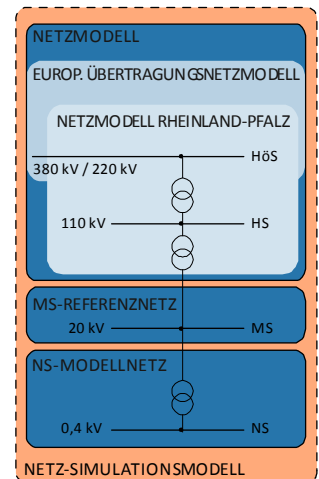 NETZMODELL
EUROP. ÜBERTRAGUNGSNETZMODELL
NETZMODELL RHEINLAND-PFALZ
HöS
380 kV / 220 kV
110 kV HS
MS-REFERENZNETZ
20 kV MS
NS-MODELLNETZ
0,4 kV NS
NETZ-SIMULATIONSMODELL